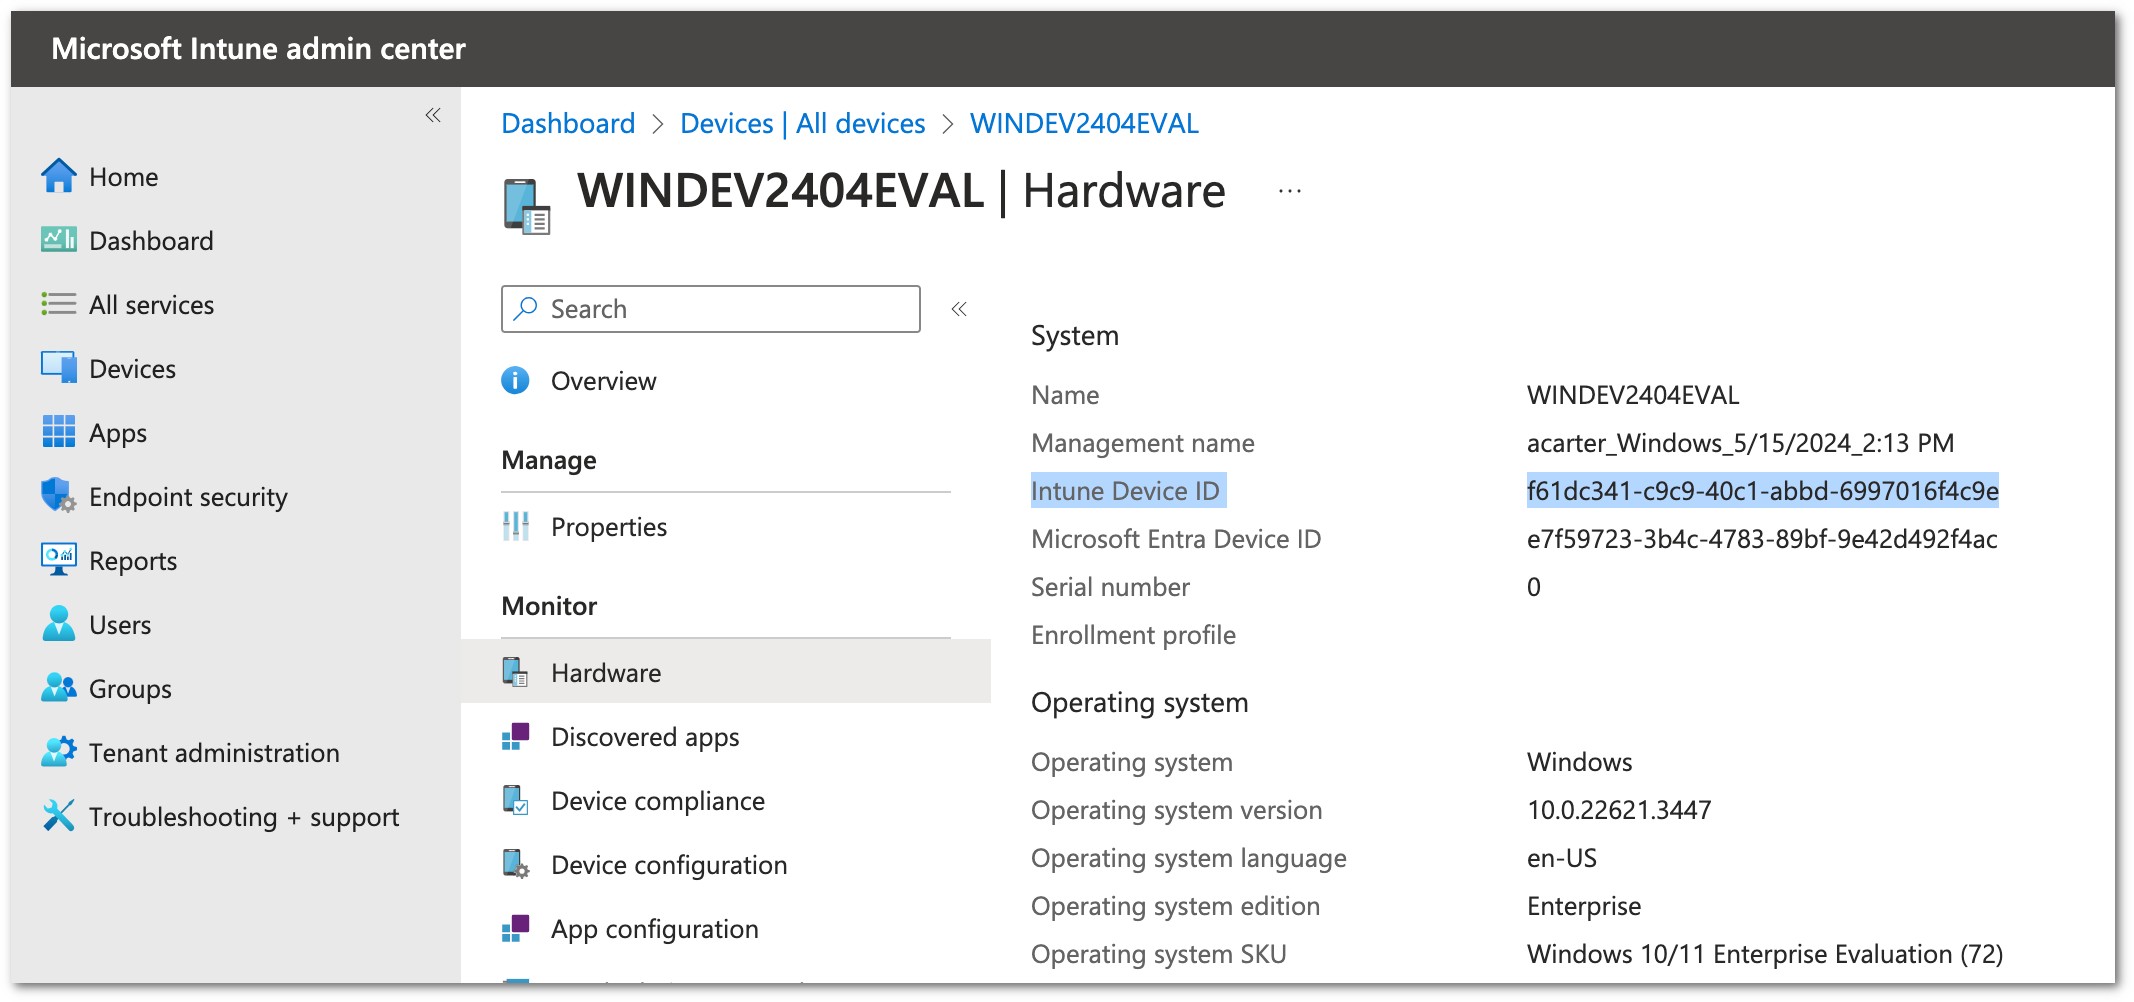 Microsoft Intune admin center
Home
Dashboard
All services
Devices
Apps
Endpoint security
Reports
Users
Groups
Tenant administration
Troubleshooting + support
Dashboard > Devices | All devices > WINDEV2404EVAL
WINDEV2404EVAL | Hardware ...
Search
Overview
Manage
Properties
Monitor
Hardware
Discovered apps
Device compliance
Device configuration
App configuration
System
Name WINDEV2404EVAL
Management name acarter_Windows_5/15/2024_2:13 PM
Intune Device ID f61dc341-c9c9-40c1-abbd-6997016f4c9e
Microsoft Entra Device ID e7f59723-3b4c-4783-89bf-9e42d492f4ac
Serial number 0
Enrollment profile
Operating system
Operating system Windows
Operating system version 10.0.22621.3447
Operating system language en-US
Operating system edition Enterprise
Operating system SKU Windows 10/11 Enterprise Evaluation (72)